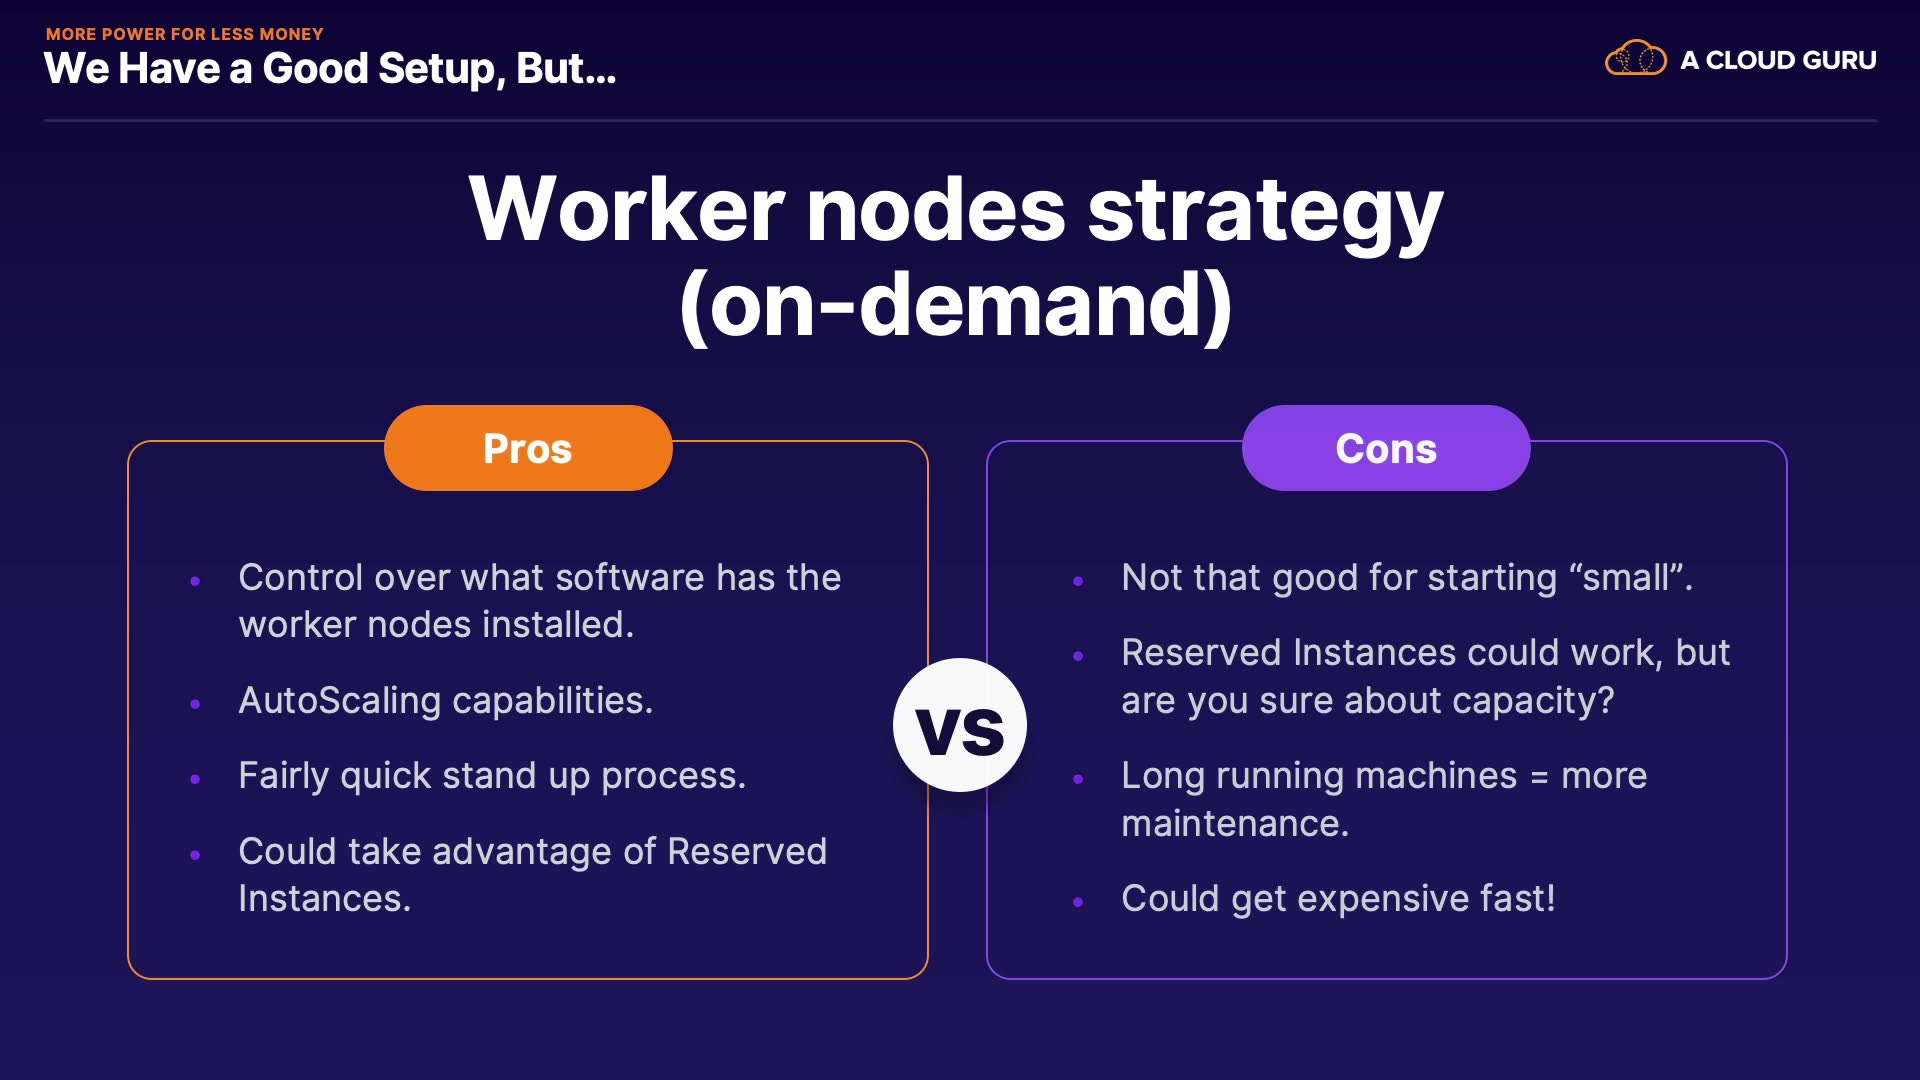 MORE POWER FOR LESS MONEY
We Have a Good Setup, But...
A CLOUD GURU
Worker nodes strategy
(on-demand)
Pros
• Control over what software has the
worker nodes installed.
• AutoScaling capabilities.
• Fairly quick stand up process.
• Could take advantage of Reserved
Instances.
VS
Cons
• Not that good for starting “small”.
• Reserved Instances could work, but
are you sure about capacity?
• Long running machines = more
maintenance.
• Could get expensive fast!